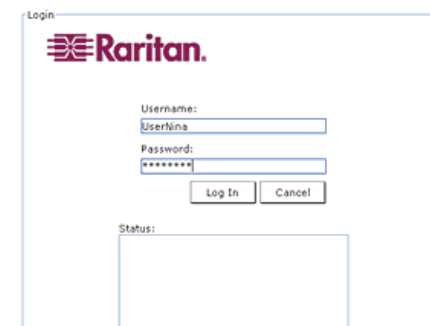 Login
Raritan.
Username:
UserNina
Password:
********
Log In Cancel
Status: